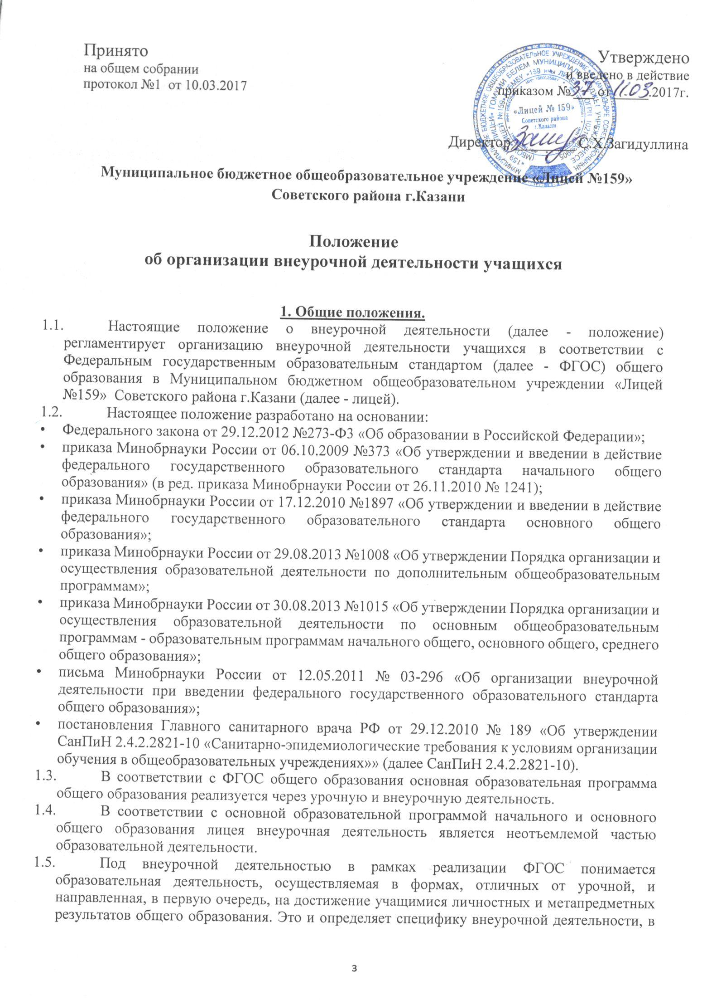 Принято
на общем собрании
протокол №1 от 10.03.2017
Утверждено
и введено в действие
приказом № 37 от 11.03.2017г.
«Лицей № 159»
Советского района
г.Казани
Директор С.Х.Загидуллина
Муниципальное бюджетное общеобразовательное учреждение «Лицей №159»
Советского района г.Казани
Положение
об организации внеурочной деятельности учащихся
1. Общие положения.
1.1. Настоящие положение о внеурочной деятельности (далее - положение)
регламентирует организацию внеурочной деятельности учащихся в соответствии с
Федеральным государственным образовательным стандартом (далее - ФГОС) общего
образования в Муниципальном бюджетном общеобразовательном учреждении «Лицей
№159» Советского района г.Казани (далее - лицей).
1.2. Настоящее положение разработано на основании:
• Федерального закона от 29.12.2012 №273-ФЗ «Об образовании в Российской Федерации»;
• приказа Минобрнауки России от 06.10.2009 №373 «Об утверждении и введении в действие
федерального государственного образовательного стандарта начального общего
образования» (в ред. приказа Минобрнауки России от 26.11.2010 № 1241);
• приказа Минобрнауки России от 17.12.2010 №1897 «Об утверждении и введении в действие
федерального государственного образовательного стандарта основного общего
образования»;
• приказа Минобрнауки России от 29.08.2013 №1008 «Об утверждении Порядка организации и
осуществления образовательной деятельности по дополнительным общеобразовательным
программам»;
• приказа Минобрнауки России от 30.08.2013 №1015 «Об утверждении Порядка организации и
осуществления образовательной деятельности по основным общеобразовательным
программам - образовательным программам начального общего, основного общего, среднего
общего образования»;
• письма Минобрнауки России от 12.05.2011 № 03-296 «Об организации внеурочной
деятельности при введении федерального государственного образовательного стандарта
общего образования»;
• постановления Главного санитарного врача РФ от 29.12.2010 № 189 «Об утверждении
СанПиН 2.4.2.2821-10 «Санитарно-эпидемиологические требования к условиям организации
обучения в общеобразовательных учреждениях»» (далее СанПиН 2.4.2.2821-10).
1.3. В соответствии с ФГОС общего образования основная образовательная программа
общего образования реализуется через урочную и внеурочную деятельность.
1.4. В соответствии с основной образовательной программой начального и основного
общего образования лицея внеурочная деятельность является неотъемлемой частью
образовательной деятельности.
1.5. Под внеурочной деятельностью в рамках реализации ФГОС понимается
образовательная деятельность, осуществляемая в формах, отличных от урочной, и
направленная, в первую очередь, на достижение учащимися личностных и метапредметных
результатов общего образования. Это и определяет специфику внеурочной деятельности, в
3